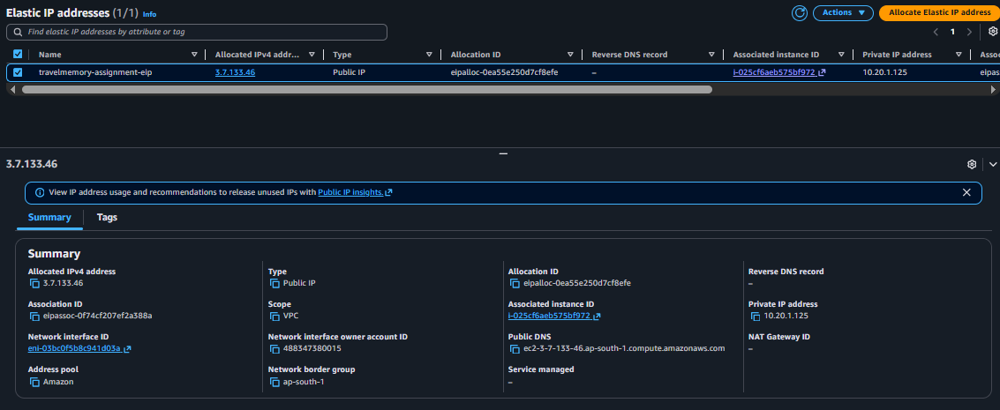 Elastic IP addresses (1/1) Info
Actions
Allocate Elastic IP address
Find elastic IP addresses by attribute or tag
1
Name Allocated IPv4 addr... Type Allocation ID Reverse DNS record Associated instance ID Private IP address Assoc
travelmemory-assignment-eip 3.7.133.46 Public IP eipalloc-0ea55e250d7cf8efe – i-025cf6aeb575bf972 10.20.1.125 eipass
3.7.133.46
View IP address usage and recommendations to release unused IPs with Public IP insights.
Summary Tags
Summary
Allocated IPv4 address Type Allocation ID Reverse DNS record
3.7.133.46 Public IP eipalloc-0ea55e250d7cf8efe –
Association ID Scope Associated instance ID Private IP address
eipassoc-0f74cf207ef2a388a VPC i-025cf6aeb575bf972 10.20.1.125
Network interface ID Network interface owner account ID Public DNS NAT Gateway ID
eni-03bc0f5b8c941d03a 488347380015 ec2-3-7-133-46.ap-south-1.compute.amazonaws.com –
Address pool Network border group Service managed
Amazon ap-south-1 –